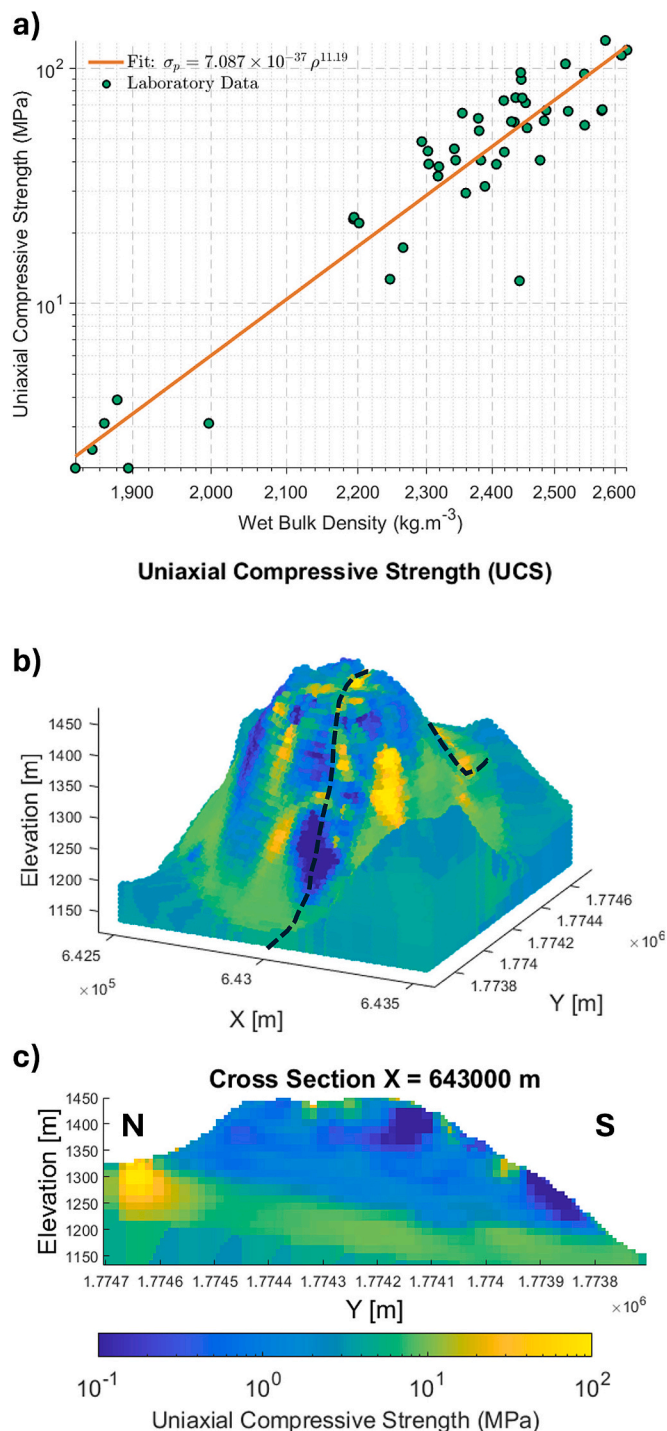 a)
Fit: σp = 7.087 × 10^-37 ρ^11.19
Laboratory Data
10^2
10^1
Uniaxial Compressive Strength (MPa)
1,900 2,000 2,100 2,200 2,300 2,400 2,500 2,600
Wet Bulk Density (kg.m^-3)
Uniaxial Compressive Strength (UCS)
b)
1450
1400
1350
1300
1250
1200
1150
Elevation [m]
6.425
6.43
6.435
× 10^5
X [m]
1.7746
1.7744
1.7742
1.774
1.7738
× 10^6
Y [m]
c)
Cross Section X = 643000 m
N S
1450
1400
1350
1300
1250
1200
1150
Elevation [m]
1.7747 1.7746 1.7745 1.7744 1.7743 1.7742 1.7741 1.774 1.7739 1.7738
Y [m]
× 10^6
10^-1 10^0 10^1 10^2
Uniaxial Compressive Strength (MPa)